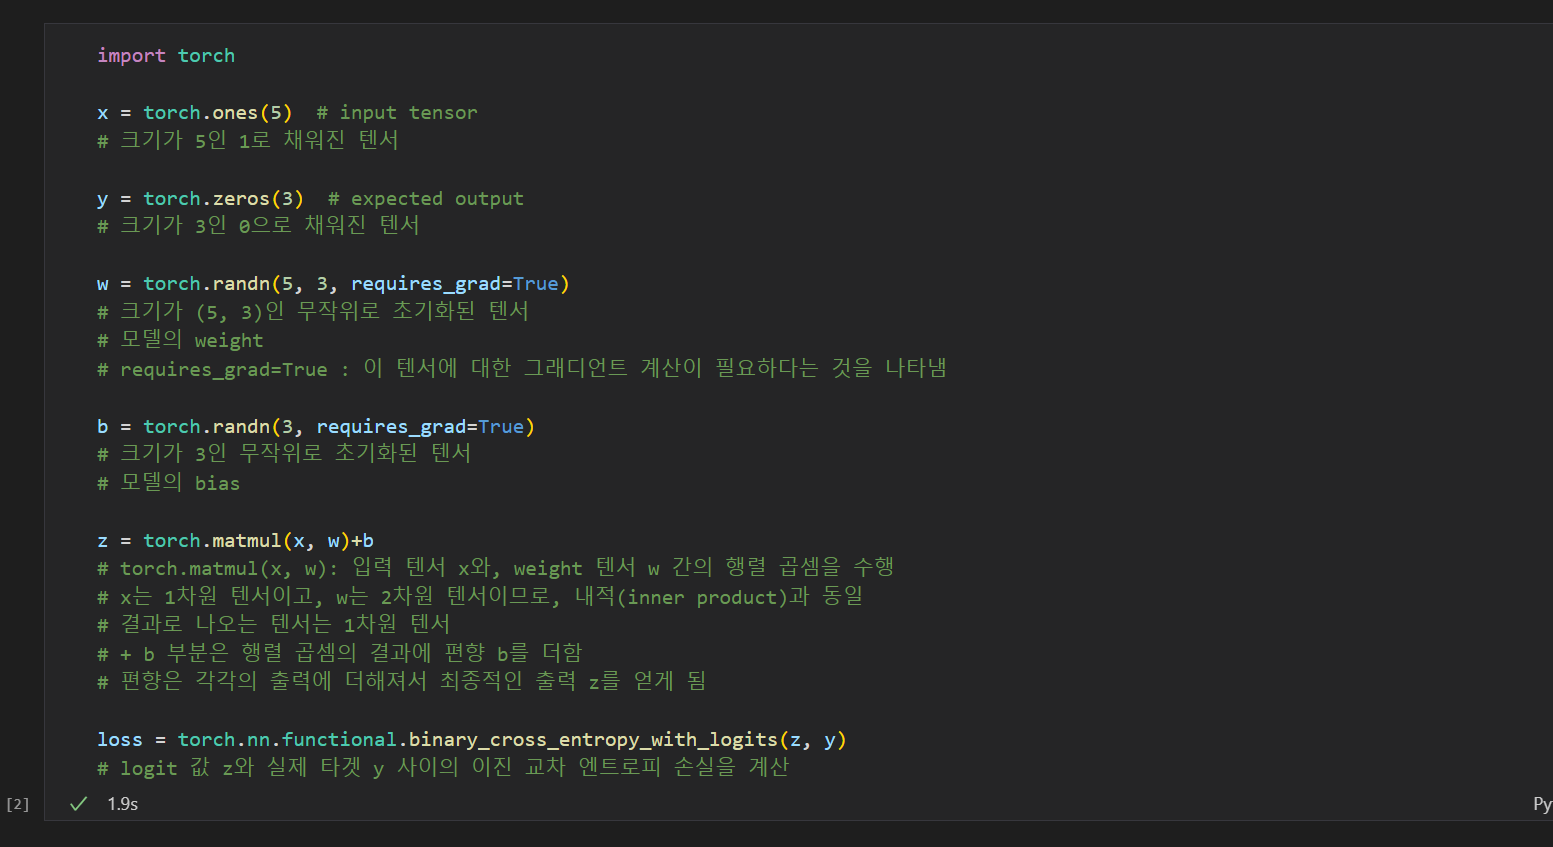 import torch
x = torch.ones(5)  # input tensor
# 크기가 5인 1로 채워진 텐서
y = torch.zeros(3)  # expected output
# 크기가 3인 0으로 채워진 텐서
w = torch.randn(5, 3, requires_grad=True)
# 크기가 (5, 3)인 무작위로 초기화된 텐서
# 모델의 weight
# requires_grad=True : 이 텐서에 대한 그래디언트 계산이 필요하다는 것을 나타냄
b = torch.randn(3, requires_grad=True)
# 크기가 3인 무작위로 초기화된 텐서
# 모델의 bias
z = torch.matmul(x, w)+b
# torch.matmul(x, w): 입력 텐서 x와, weight 텐서 w 간의 행렬 곱셈을 수행
# x는 1차원 텐서이고, w는 2차원 텐서이므로, 내적(inner product)과 동일
# 결과로 나오는 텐서는 1차원 텐서
# + b 부분은 행렬 곱셈의 결과에 편향 b를 더함
# 편향은 각각의 출력에 더해져서 최종적인 출력 z를 얻게 됨
loss = torch.nn.functional.binary_cross_entropy_with_logits(z, y)
# logit 값 z와 실제 타겟 y 사이의 이진 교차 엔트로피 손실을 계산
[2] ✓ 1.9s Py